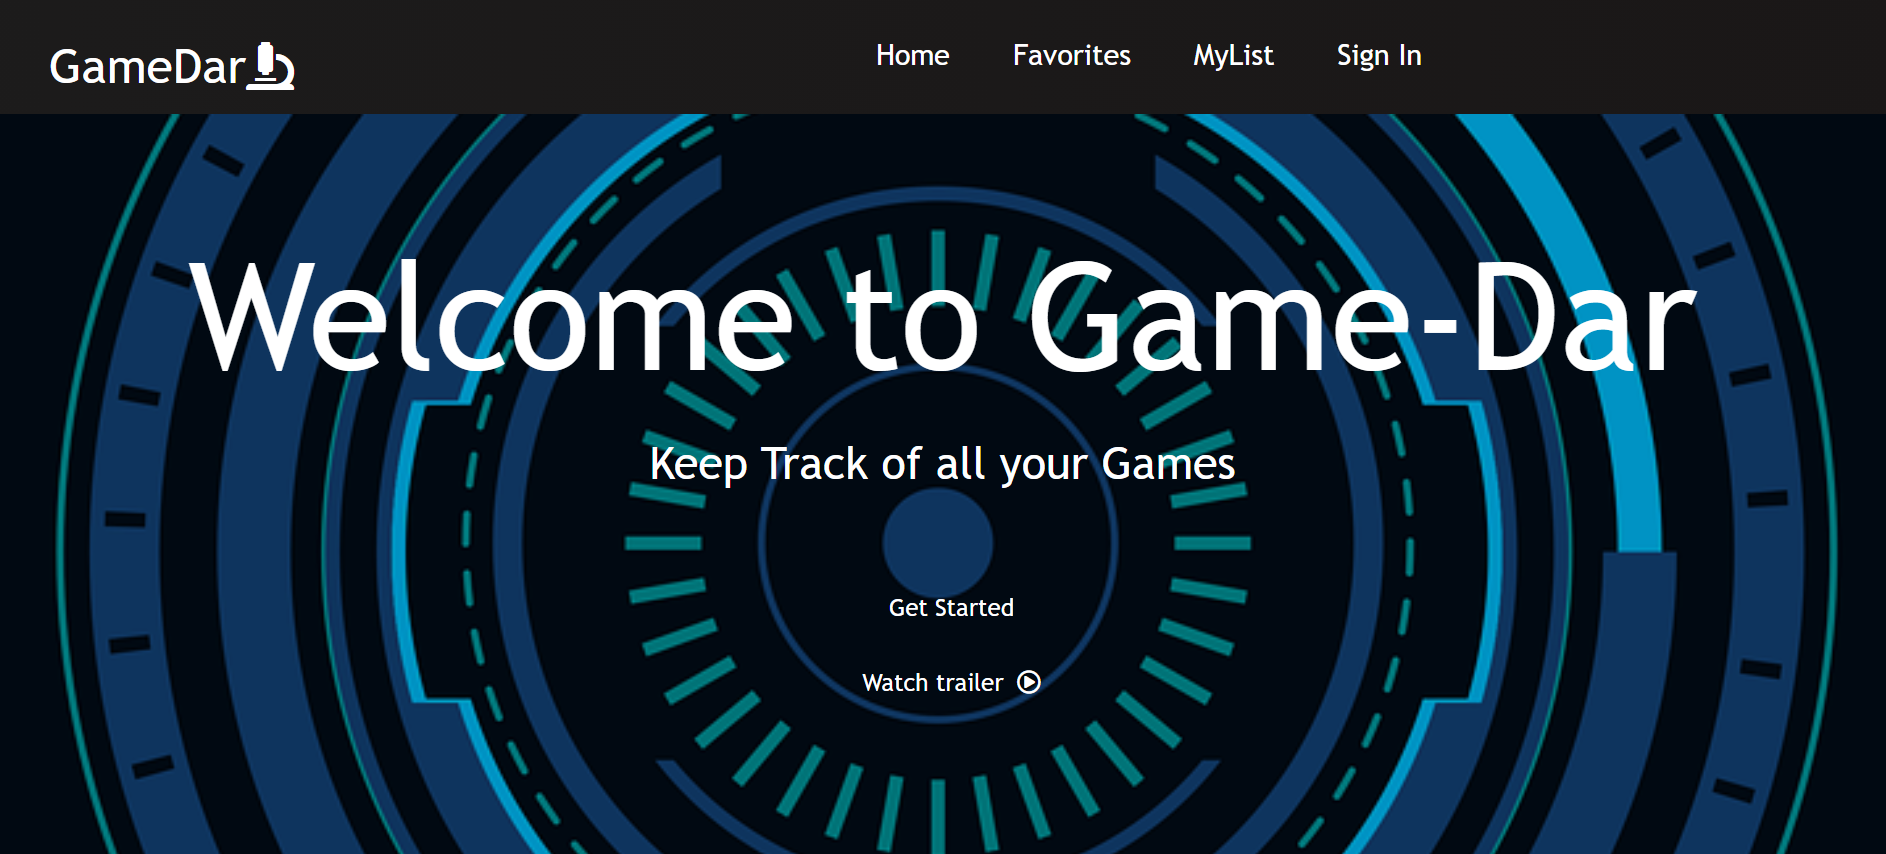 GameDar
Home Favorites MyList Sign In
Welcome to Game-Dar
Keep Track of all your Games
Get Started
Watch trailer